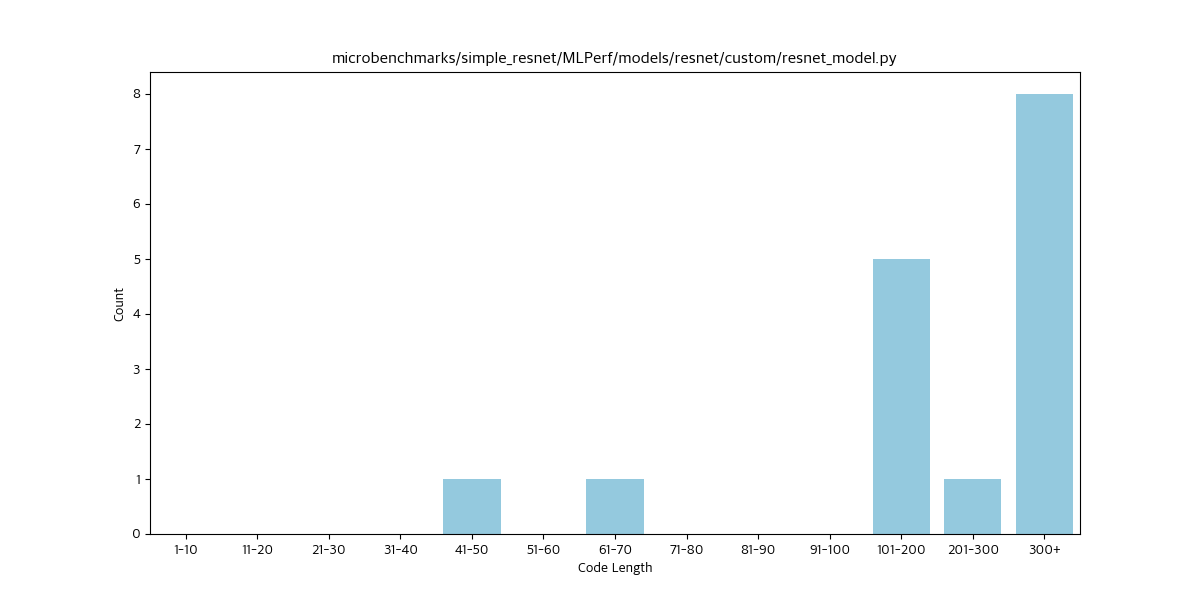 microbenchmarks/simple_resnet/MLPerf/models/resnet/custom/resnet_model.py
8
7
6
5
4
3
2
1
0
Count
1-10 11-20 21-30 31-40 41-50 51-60 61-70 71-80 81-90 91-100 101-200 201-300 300+
Code Length